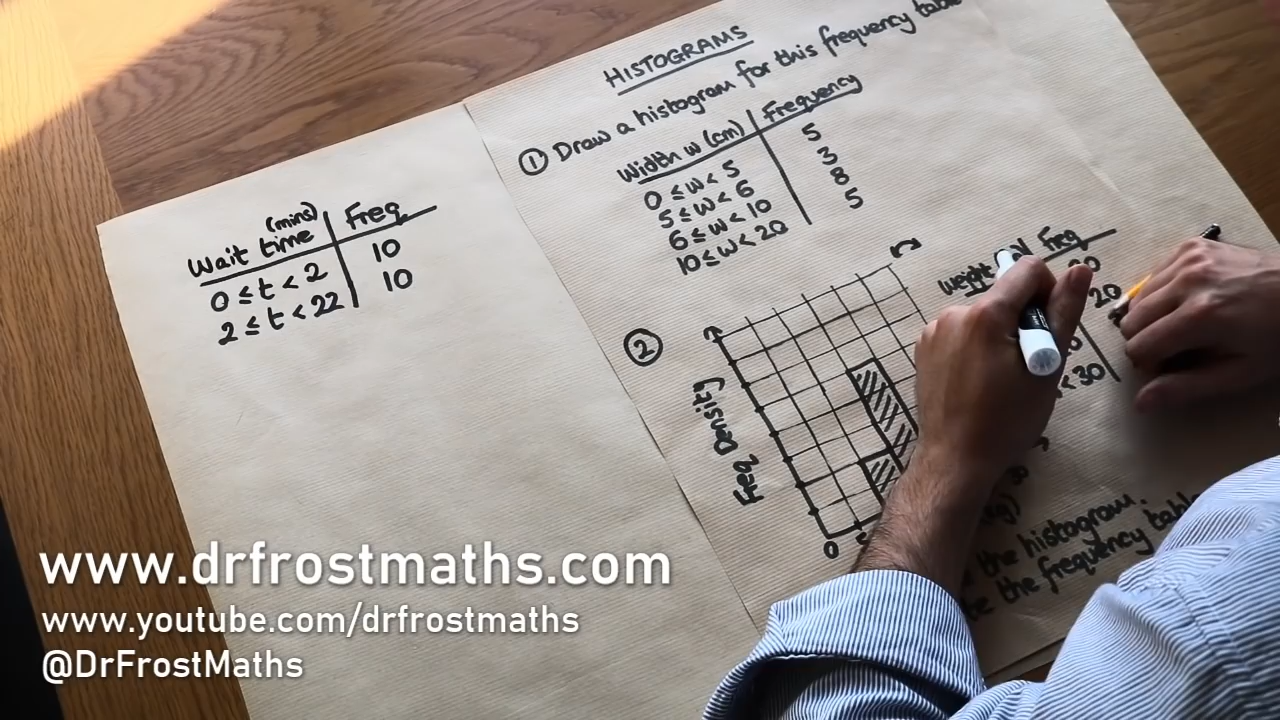 HISTOGRAMS
① Draw a histogram for this frequency table
Width w (cm) Frequency
0 ≤ w < 5 5
5 ≤ w < 6 3
6 ≤ w < 10 8
10 ≤ w < 20 5
(mins)
Wait time Freq
0 ≤ t < 2 10
2 ≤ t < 22 10
②
Freq Density
0
Weight Freq
20
< 30
the histogram.
the frequency table
www.drfrostmaths.com
www.youtube.com/drfrostmaths
@DrFrostMaths